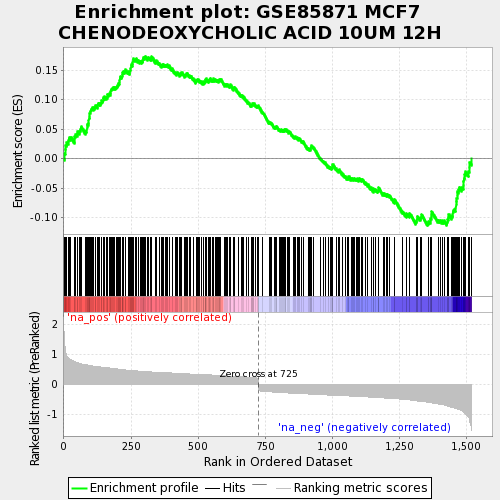 Enrichment plot: GSE85871 MCF7
CHENODEOXYCHOLIC ACID 10UM 12H
Enrichment score (ES)
0.15
0.10
0.05
0.00
-0.05
-0.10
Ranked list metric (PreRanked)
2
1
0
-1
'na_pos' (positively correlated)
Zero cross at 725
'na_neg' (negatively correlated)
0
250
500
750
1,000
1,250
1,500
Rank in Ordered Dataset
Enrichment profile
Hits
Ranking metric scores